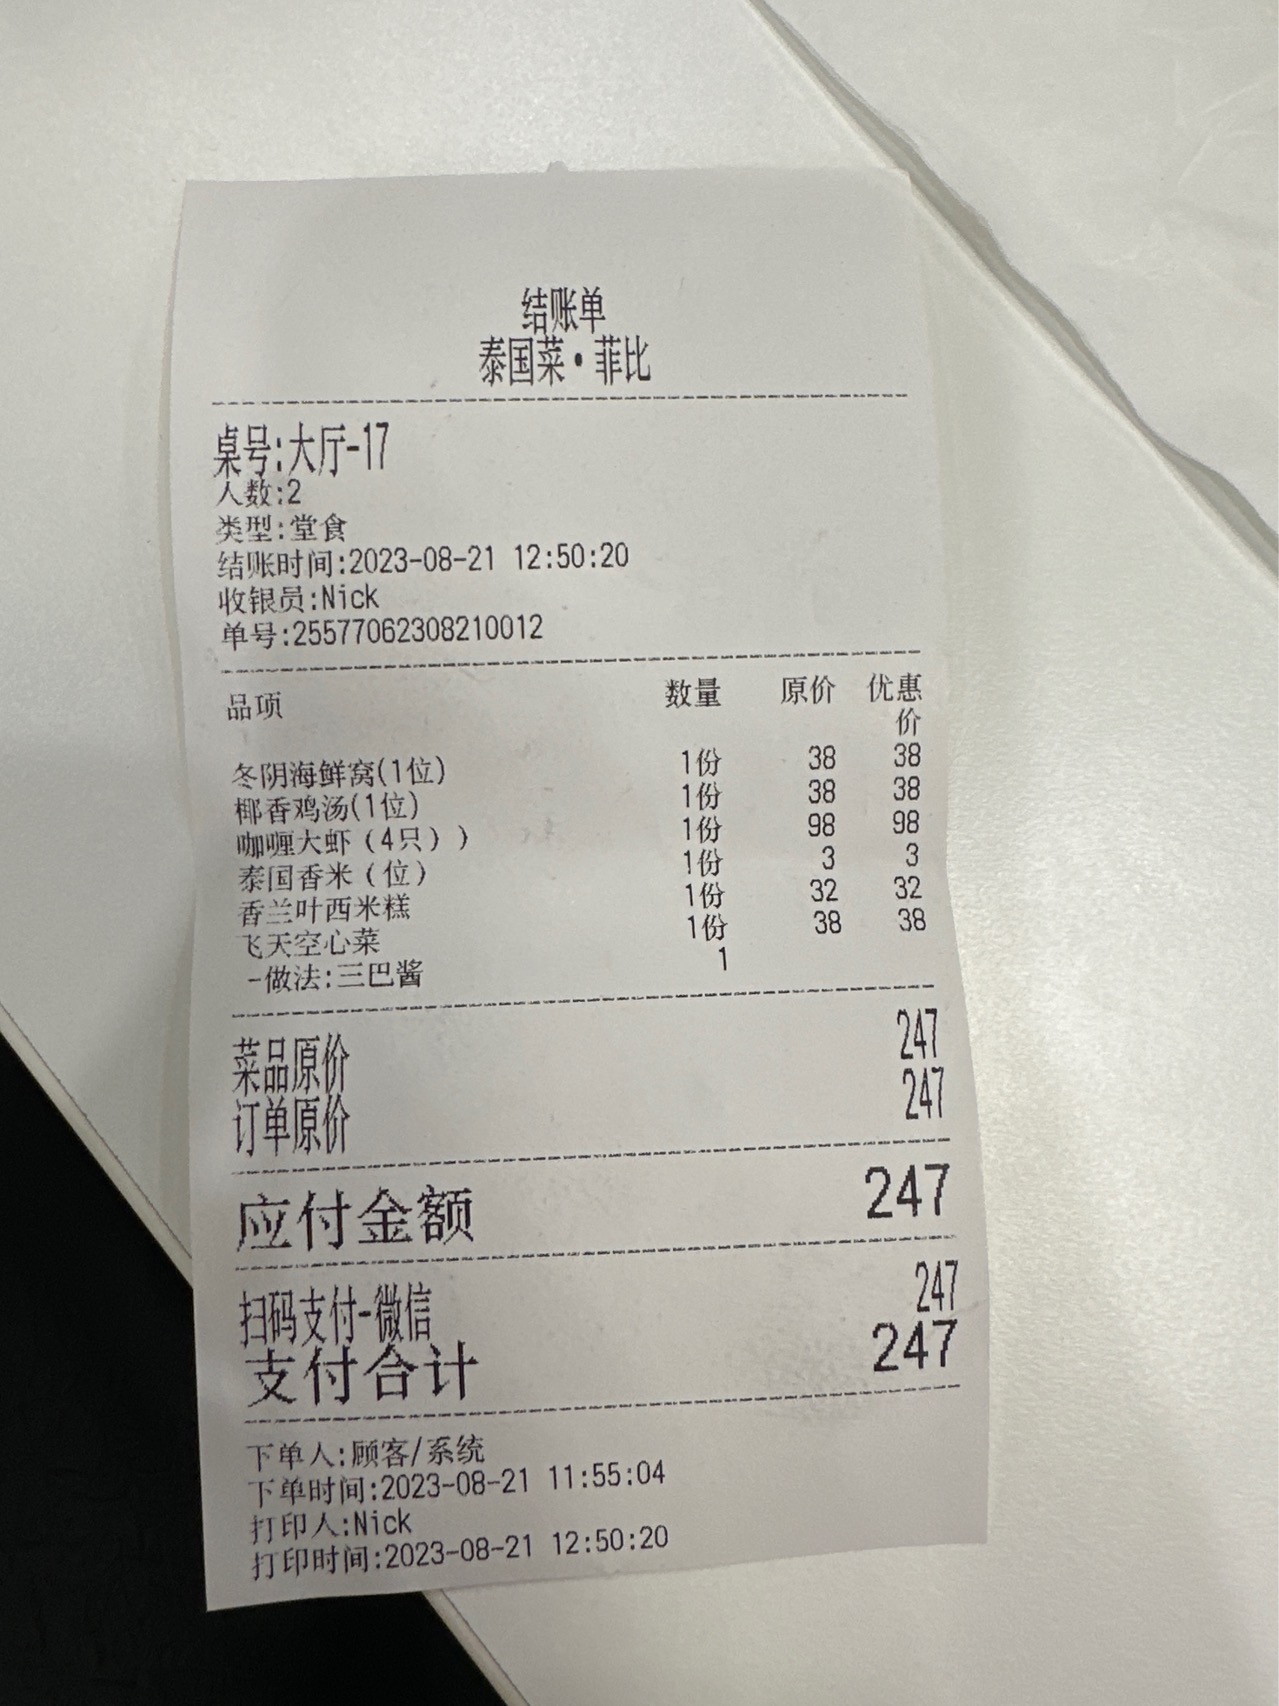 结账单
泰国菜·菲比
桌号:大厅-17
人数:2
类型:堂食
结账时间:2023-08-21 12:50:20
收银员:Nick
单号:25577062308210012
品项 数量 原价 优惠价
冬阴海鲜窝(1位) 1份 38 38
椰香鸡汤(1位) 1份 38 38
咖喱大虾（4只）） 1份 98 98
泰国香米（位） 1份 3 3
香兰叶西米糕 1份 32 32
飞天空心菜 1份 38 38
-做法:三巴酱 1
菜品原价 247
订单原价 247
应付金额 247
扫码支付-微信 247
支付合计 247
下单人:顾客/系统
下单时间:2023-08-21 11:55:04
打印人:Nick
打印时间:2023-08-21 12:50:20